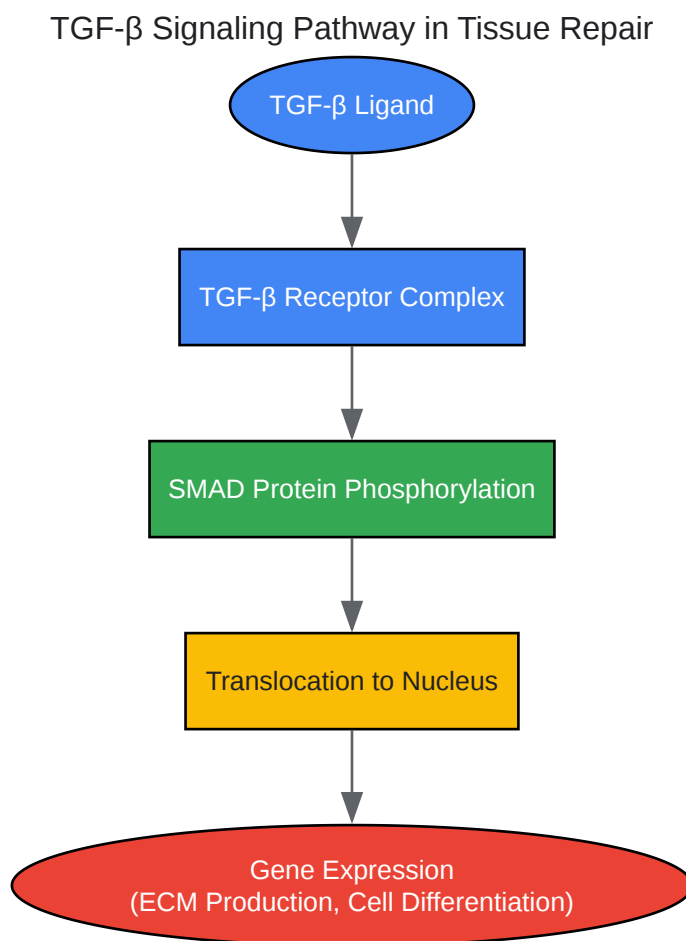 TGF-β Signaling Pathway in Tissue Repair
TGF-β Ligand
TGF-β Receptor Complex
SMAD Protein Phosphorylation
Translocation to Nucleus
Gene Expression
(ECM Production, Cell Differentiation)